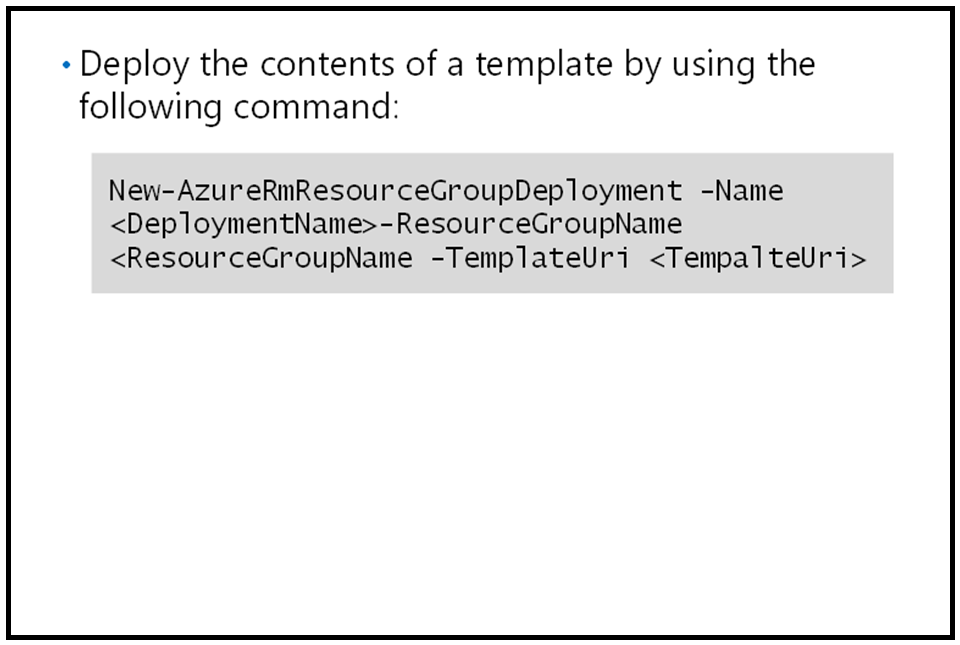 • Deploy the contents of a template by using the
following command:
New-AzureRmResourceGroupDeployment -Name
<DeploymentName>-ResourceGroupName
<ResourceGroupName -TemplateUri <TempalteUri>